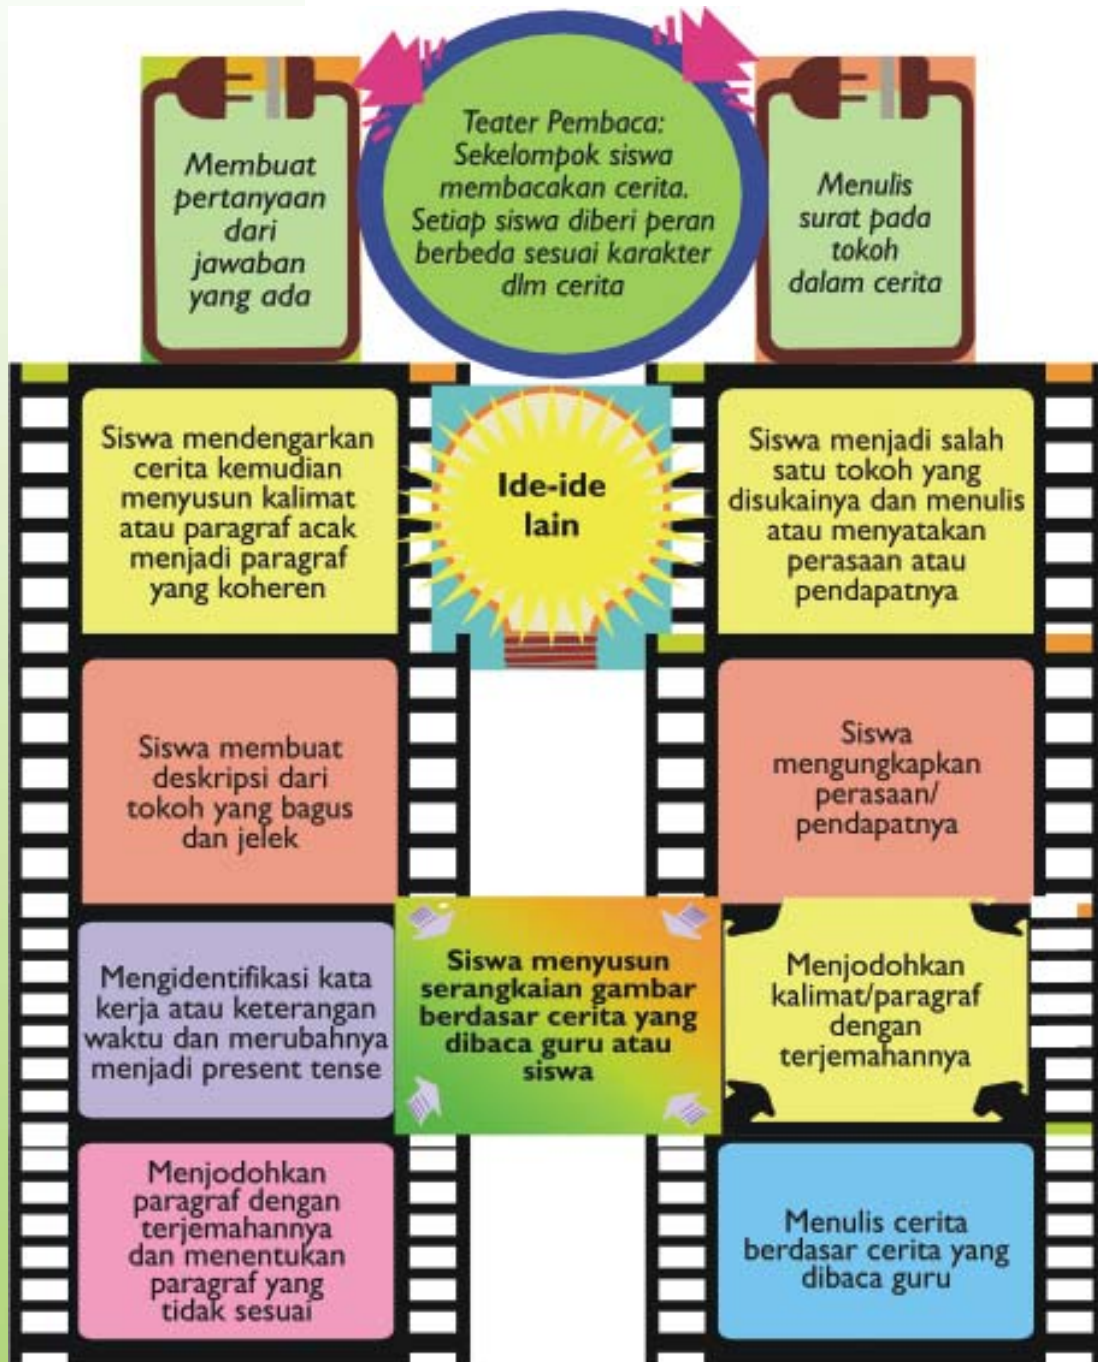 Membuat
pertanyaan
dari
jawaban
yang ada
Teater Pembaca:
Sekelompok siswa
membacakan cerita.
Setiap siswa diberi peran
berbeda sesuai karakter
dlm cerita
Menulis
surat pada
tokoh
dalam cerita
Siswa mendengarkan
cerita kemudian
menyusun kalimat
atau paragraf acak
menjadi paragraf
yang koheren
Ide-ide
lain
Siswa menjadi salah
satu tokoh yang
disukainya dan menulis
atau menyatakan
perasaan atau
pendapatnya
Siswa membuat
deskripsi dari
tokoh yang bagus
dan jelek
Siswa
mengungkapkan
perasaan/
pendapatnya
Mengidentifikasi kata
kerja atau keterangan
waktu dan merubahnya
menjadi present tense
Siswa menyusun
serangkaian gambar
berdasar cerita yang
dibaca guru atau
siswa
Menjodohkan
kalimat/paragraf
dengan
terjemahannya
Menjodohkan
paragraf dengan
terjemahannya
dan menentukan
paragraf yang
tidak sesuai
Menulis cerita
berdasar cerita yang
dibaca guru